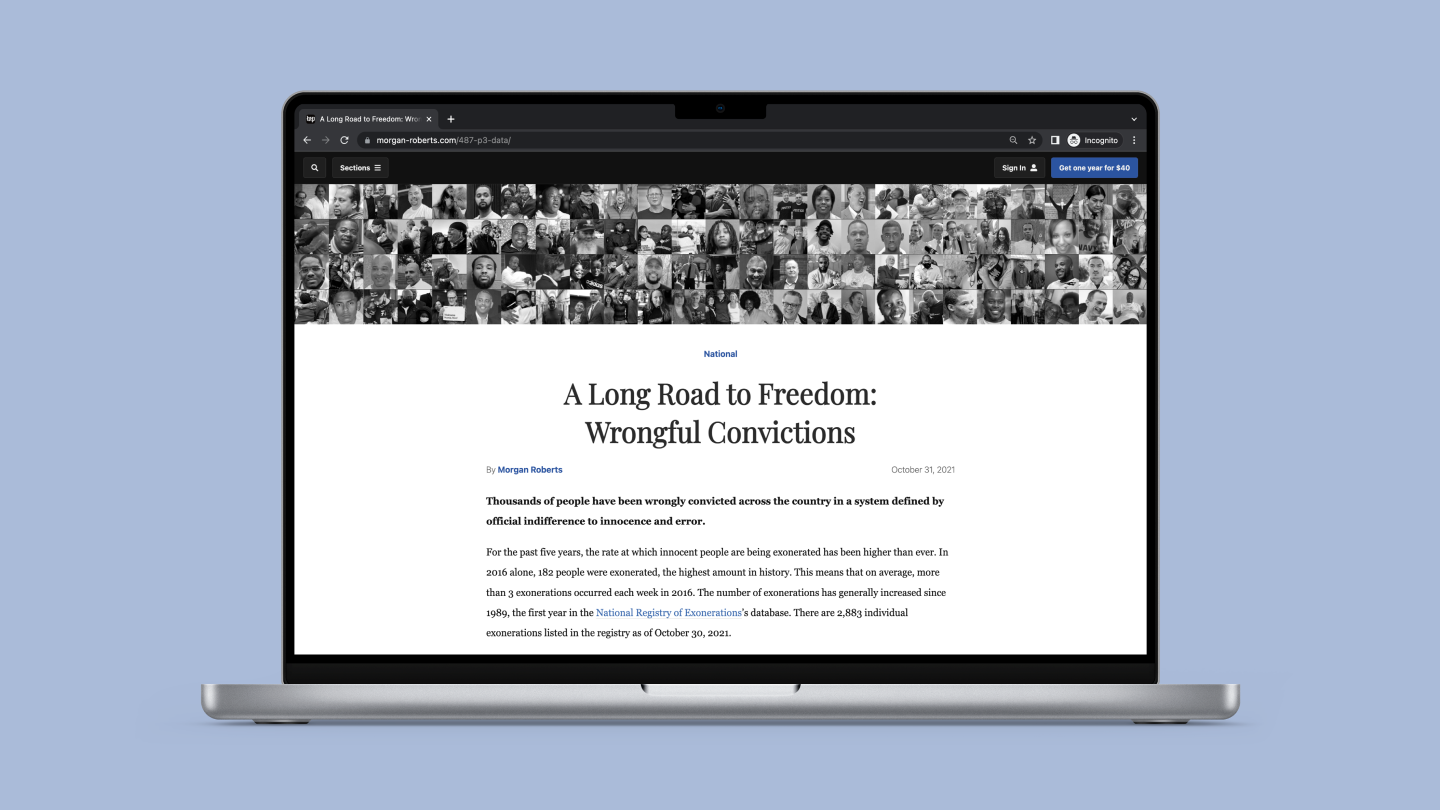 A Long Road to Freedom: Wro
morgan-roberts.com/487-p3-data/
Incognito
Sections
Sign In
Get one year for $40
National
A Long Road to Freedom:
Wrongful Convictions
By Morgan Roberts
October 31, 2021
Thousands of people have been wrongly convicted across the country in a system defined by
official indifference to innocence and error.
For the past five years, the rate at which innocent people are being exonerated has been higher than ever. In
2016 alone, 182 people were exonerated, the highest amount in history. This means that on average, more
than 3 exonerations occurred each week in 2016. The number of exonerations has generally increased since
1989, the first year in the National Registry of Exonerations's database. There are 2,883 individual
exonerations listed in the registry as of October 30, 2021.